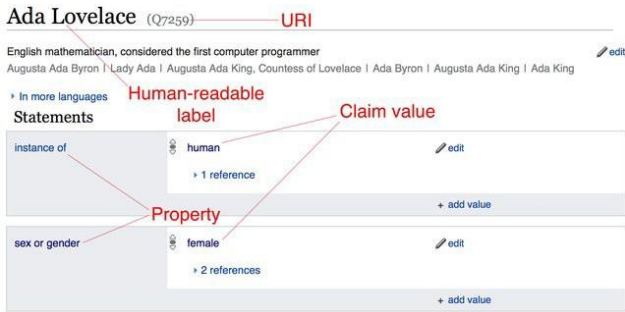 Ada Lovelace (Q7259) URI
English mathematician, considered the first computer programmer edit
Augusta Ada Byron | Lady Ada | Augusta Ada King, Countess of Lovelace | Ada Byron | Augusta Ada King | Ada King
In more languages
Human-readable label
Statements
Claim value
instance of human edit
1 reference
+ add value
Property
sex or gender female edit
2 references
+ add value